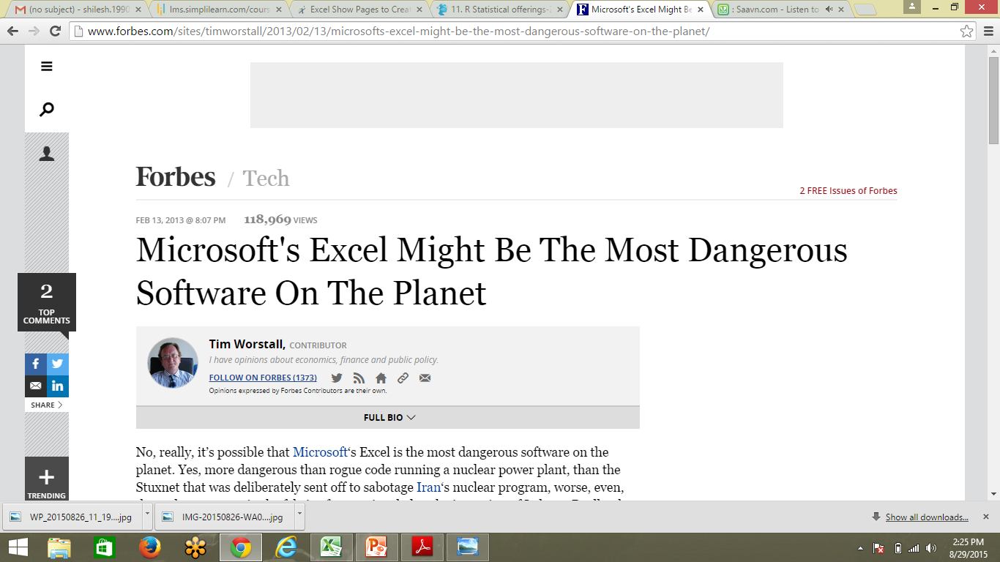 (no subject) - shilesh.1990
lms.simplilearn.com/cours
Excel Show Pages to Crea
11. R Statistical offerings-
Microsoft's Excel Might Be
: Saavn.com - Listen to
www.forbes.com/sites/timworstall/2013/02/13/microsofts-excel-might-be-the-most-dangerous-software-on-the-planet/
Forbes / Tech
2 FREE Issues of Forbes
FEB 13, 2013 @ 8:07 PM 118,969 VIEWS
Microsoft's Excel Might Be The Most Dangerous
Software On The Planet
2
TOP
COMMENTS
Tim Worstall, CONTRIBUTOR
I have opinions about economics, finance and public policy.
FOLLOW ON FORBES (1373)
Opinions expressed by Forbes Contributors are their own.
SHARE
FULL BIO
No, really, it’s possible that Microsoft‘s Excel is the most dangerous software on the
planet. Yes, more dangerous than rogue code running a nuclear power plant, than the
Stuxnet that was deliberately sent off to sabotage Iran‘s nuclear program, worse, even,
TRENDING
WP_20150826_11_19....jpg
IMG-20150826-WA0....jpg
Show all downloads...
2:25 PM
8/29/2015